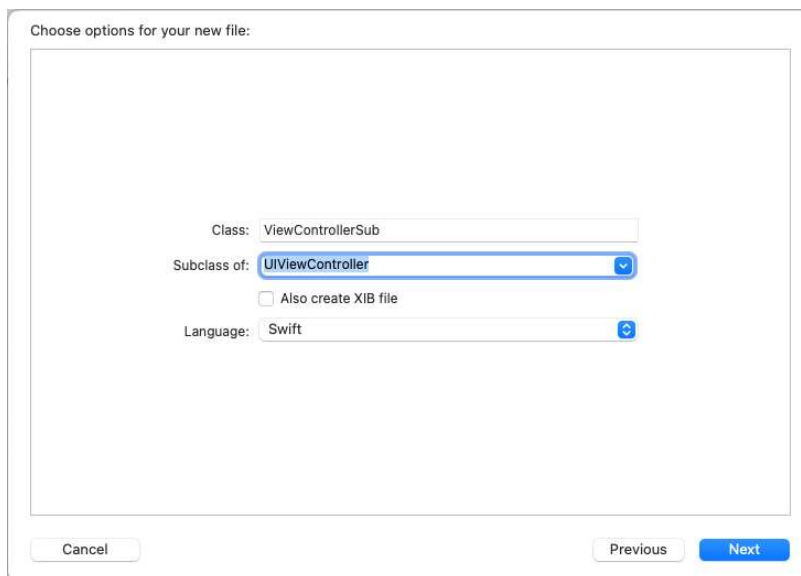 Choose options for your new file:
Class: ViewControllerSub
Subclass of: UIViewController
Also create XIB file
Language: Swift
Cancel Previous Next